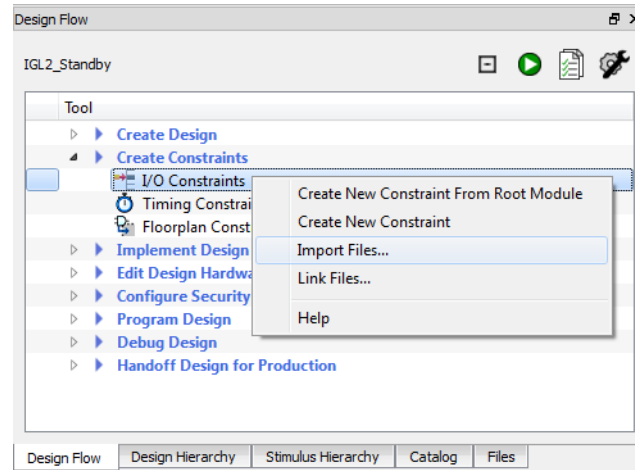 Design Flow
IGL2_Standby
Tool
Create Design
Create Constraints
I/O Constraints
Timing Constrai
Floorplan Const
Implement Design
Edit Design Hardwa
Configure Security
Program Design
Debug Design
Handoff Design for Production
Create New Constraint From Root Module
Create New Constraint
Import Files...
Link Files...
Help
Design Flow Design Hierarchy Stimulus Hierarchy Catalog Files